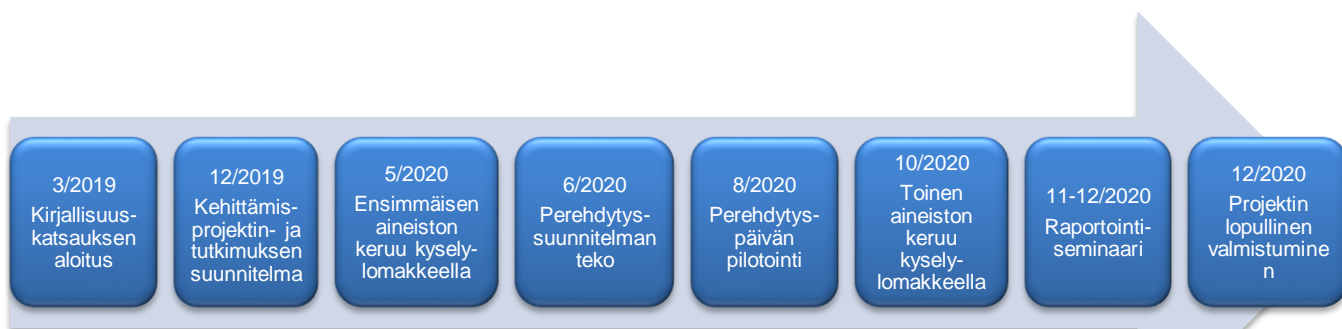 3/2019
Kirjallisuus-
katsauksen
aloitus
12/2019
Kehittämis-
projektin- ja
tutkimuksen
suunnitelma
5/2020
Ensimmäisen
aineiston
keruu kysely-
lomakkeella
6/2020
Perehdytys-
suunnitelman
teko
8/2020
Perehdytys-
päivän
pilotointi
10/2020
Toinen
aineiston
keruu
kysely-
lomakkeella
11-12/2020
Raportointi-
seminaari
12/2020
Projektin
lopullinen
valmistumine
n